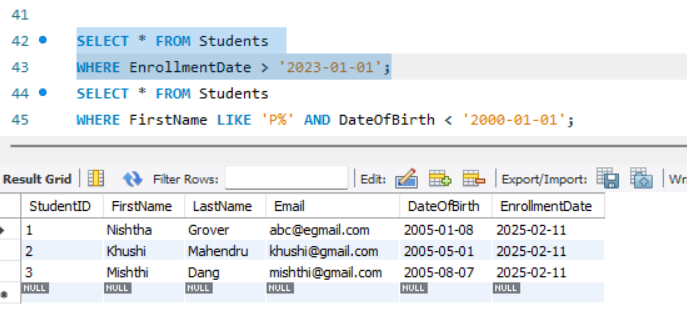 41
42 SELECT * FROM Students
43 WHERE EnrollmentDate > '2023-01-01';
44 SELECT * FROM Students
45 WHERE FirstName LIKE 'P%' AND DateOfBirth < '2000-01-01';
Result Grid Filter Rows: Edit: Export/Import: Wr
StudentID FirstName LastName Email DateOfBirth EnrollmentDate
1 Nishtha Grover abc@egmail.com 2005-01-08 2025-02-11
2 Khushi Mahendru khushi@gmail.com 2005-05-01 2025-02-11
3 Mishthi Dang mishthi@gmail.com 2005-08-07 2025-02-11
NULL NULL NULL NULL NULL NULL